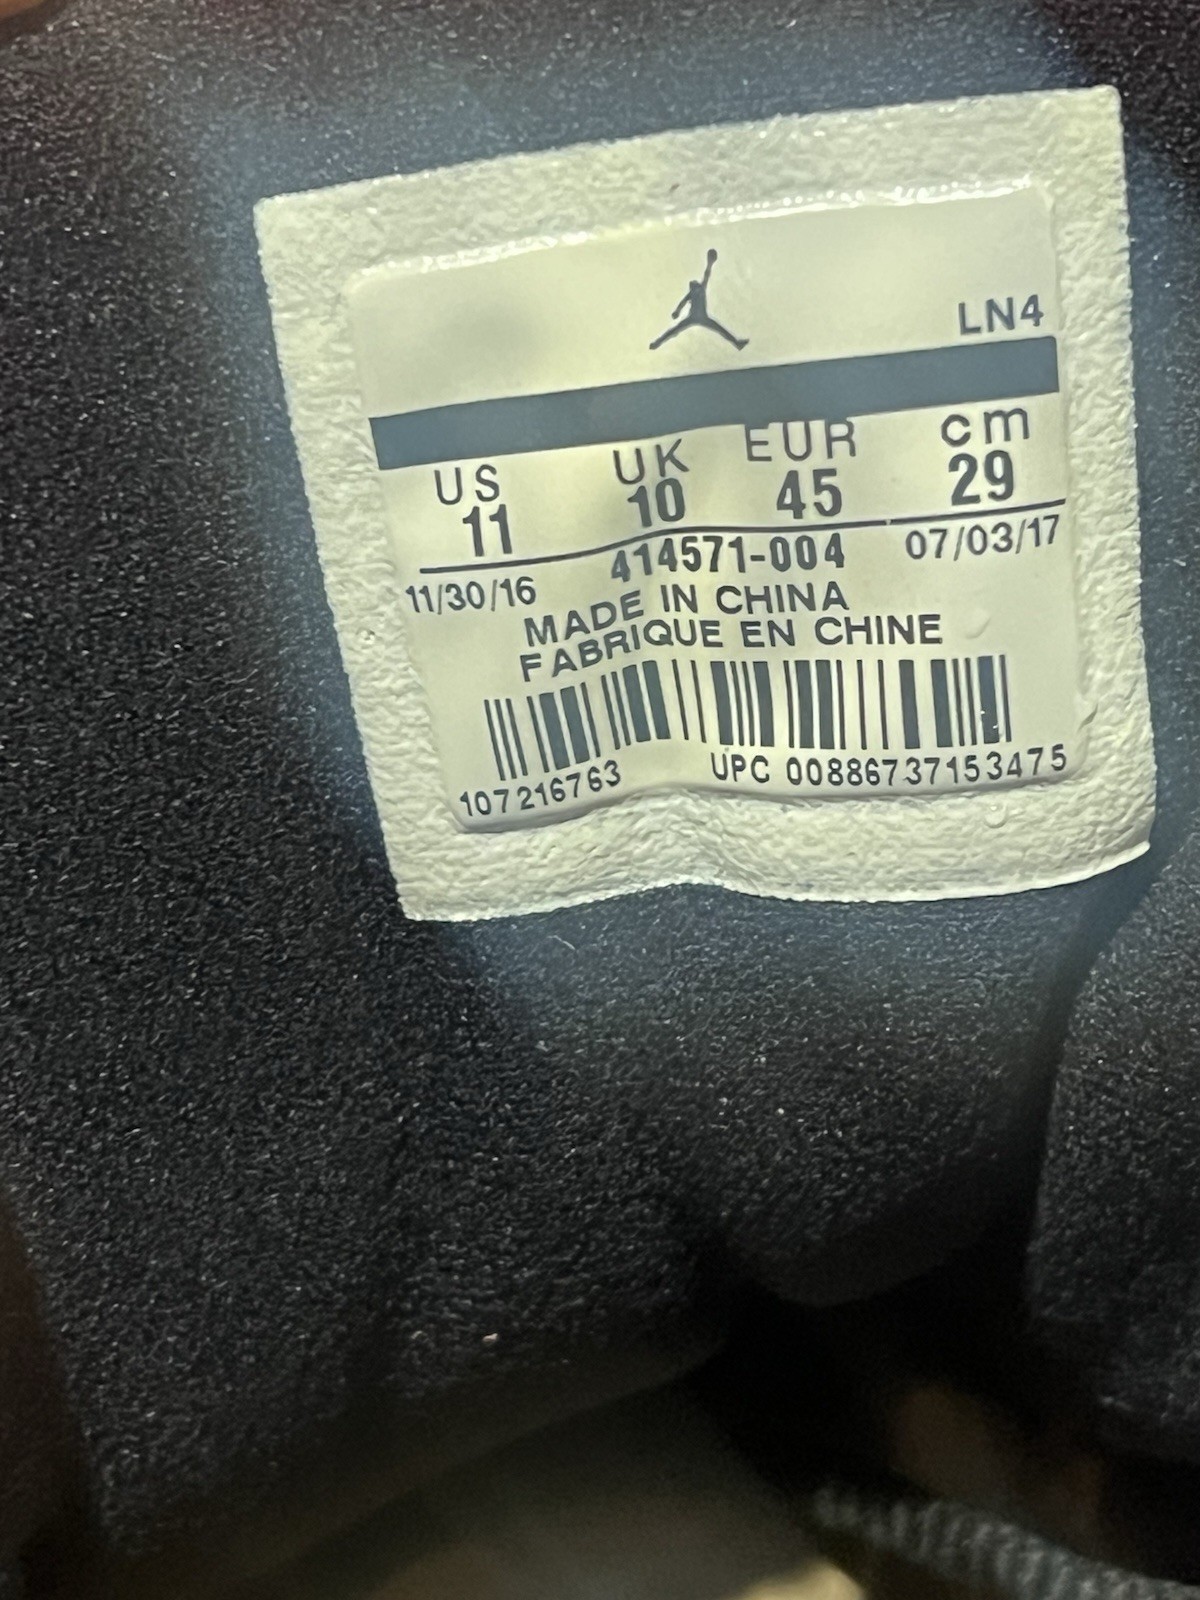 LN4
US UK EUR cm
11 10 45 29
11/30/16 414571-004 07/03/17
MADE IN CHINA
FABRIQUE EN CHINE
107216763 UPC 00886737153475